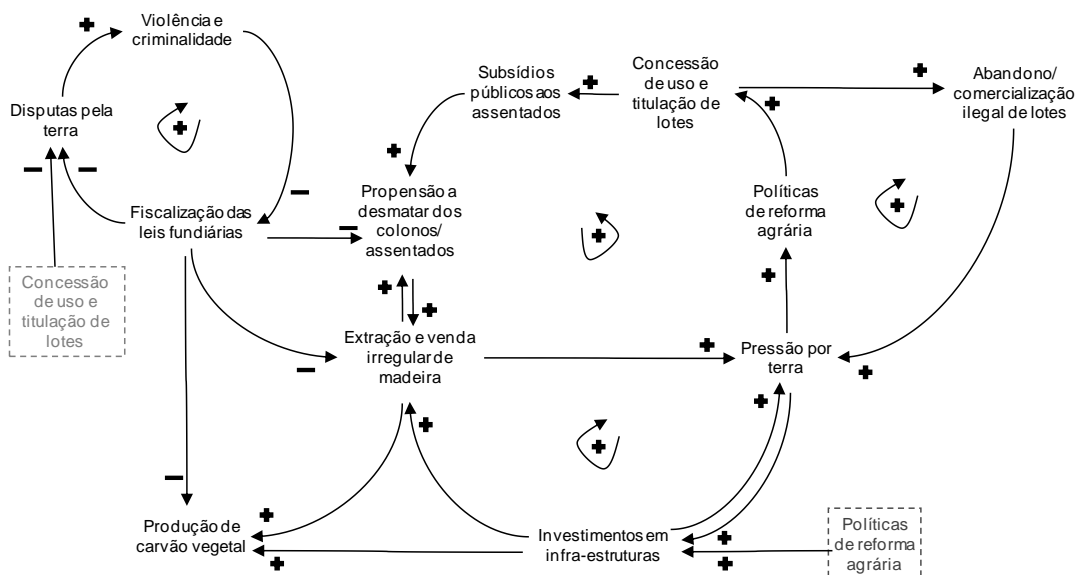 Violência e
criminalidade
Disputas pela
terra
Subsídios
públicos aos
assentados
Concessão
de uso e
titulação de
lotes
Abandono/
comercialização
ilegal de lotes
Fiscalização das
leis fundiárias
Propensão a
desmatar dos
colonos/
assentados
Políticas
de reforma
agrária
Concessão
de uso e
titulação de
lotes
Extração e venda
irregular de
madeira
Pressão por
terra
Produção de
carvão vegetal
Investimentos em
infra-estruturas
Políticas
de reforma
agrária